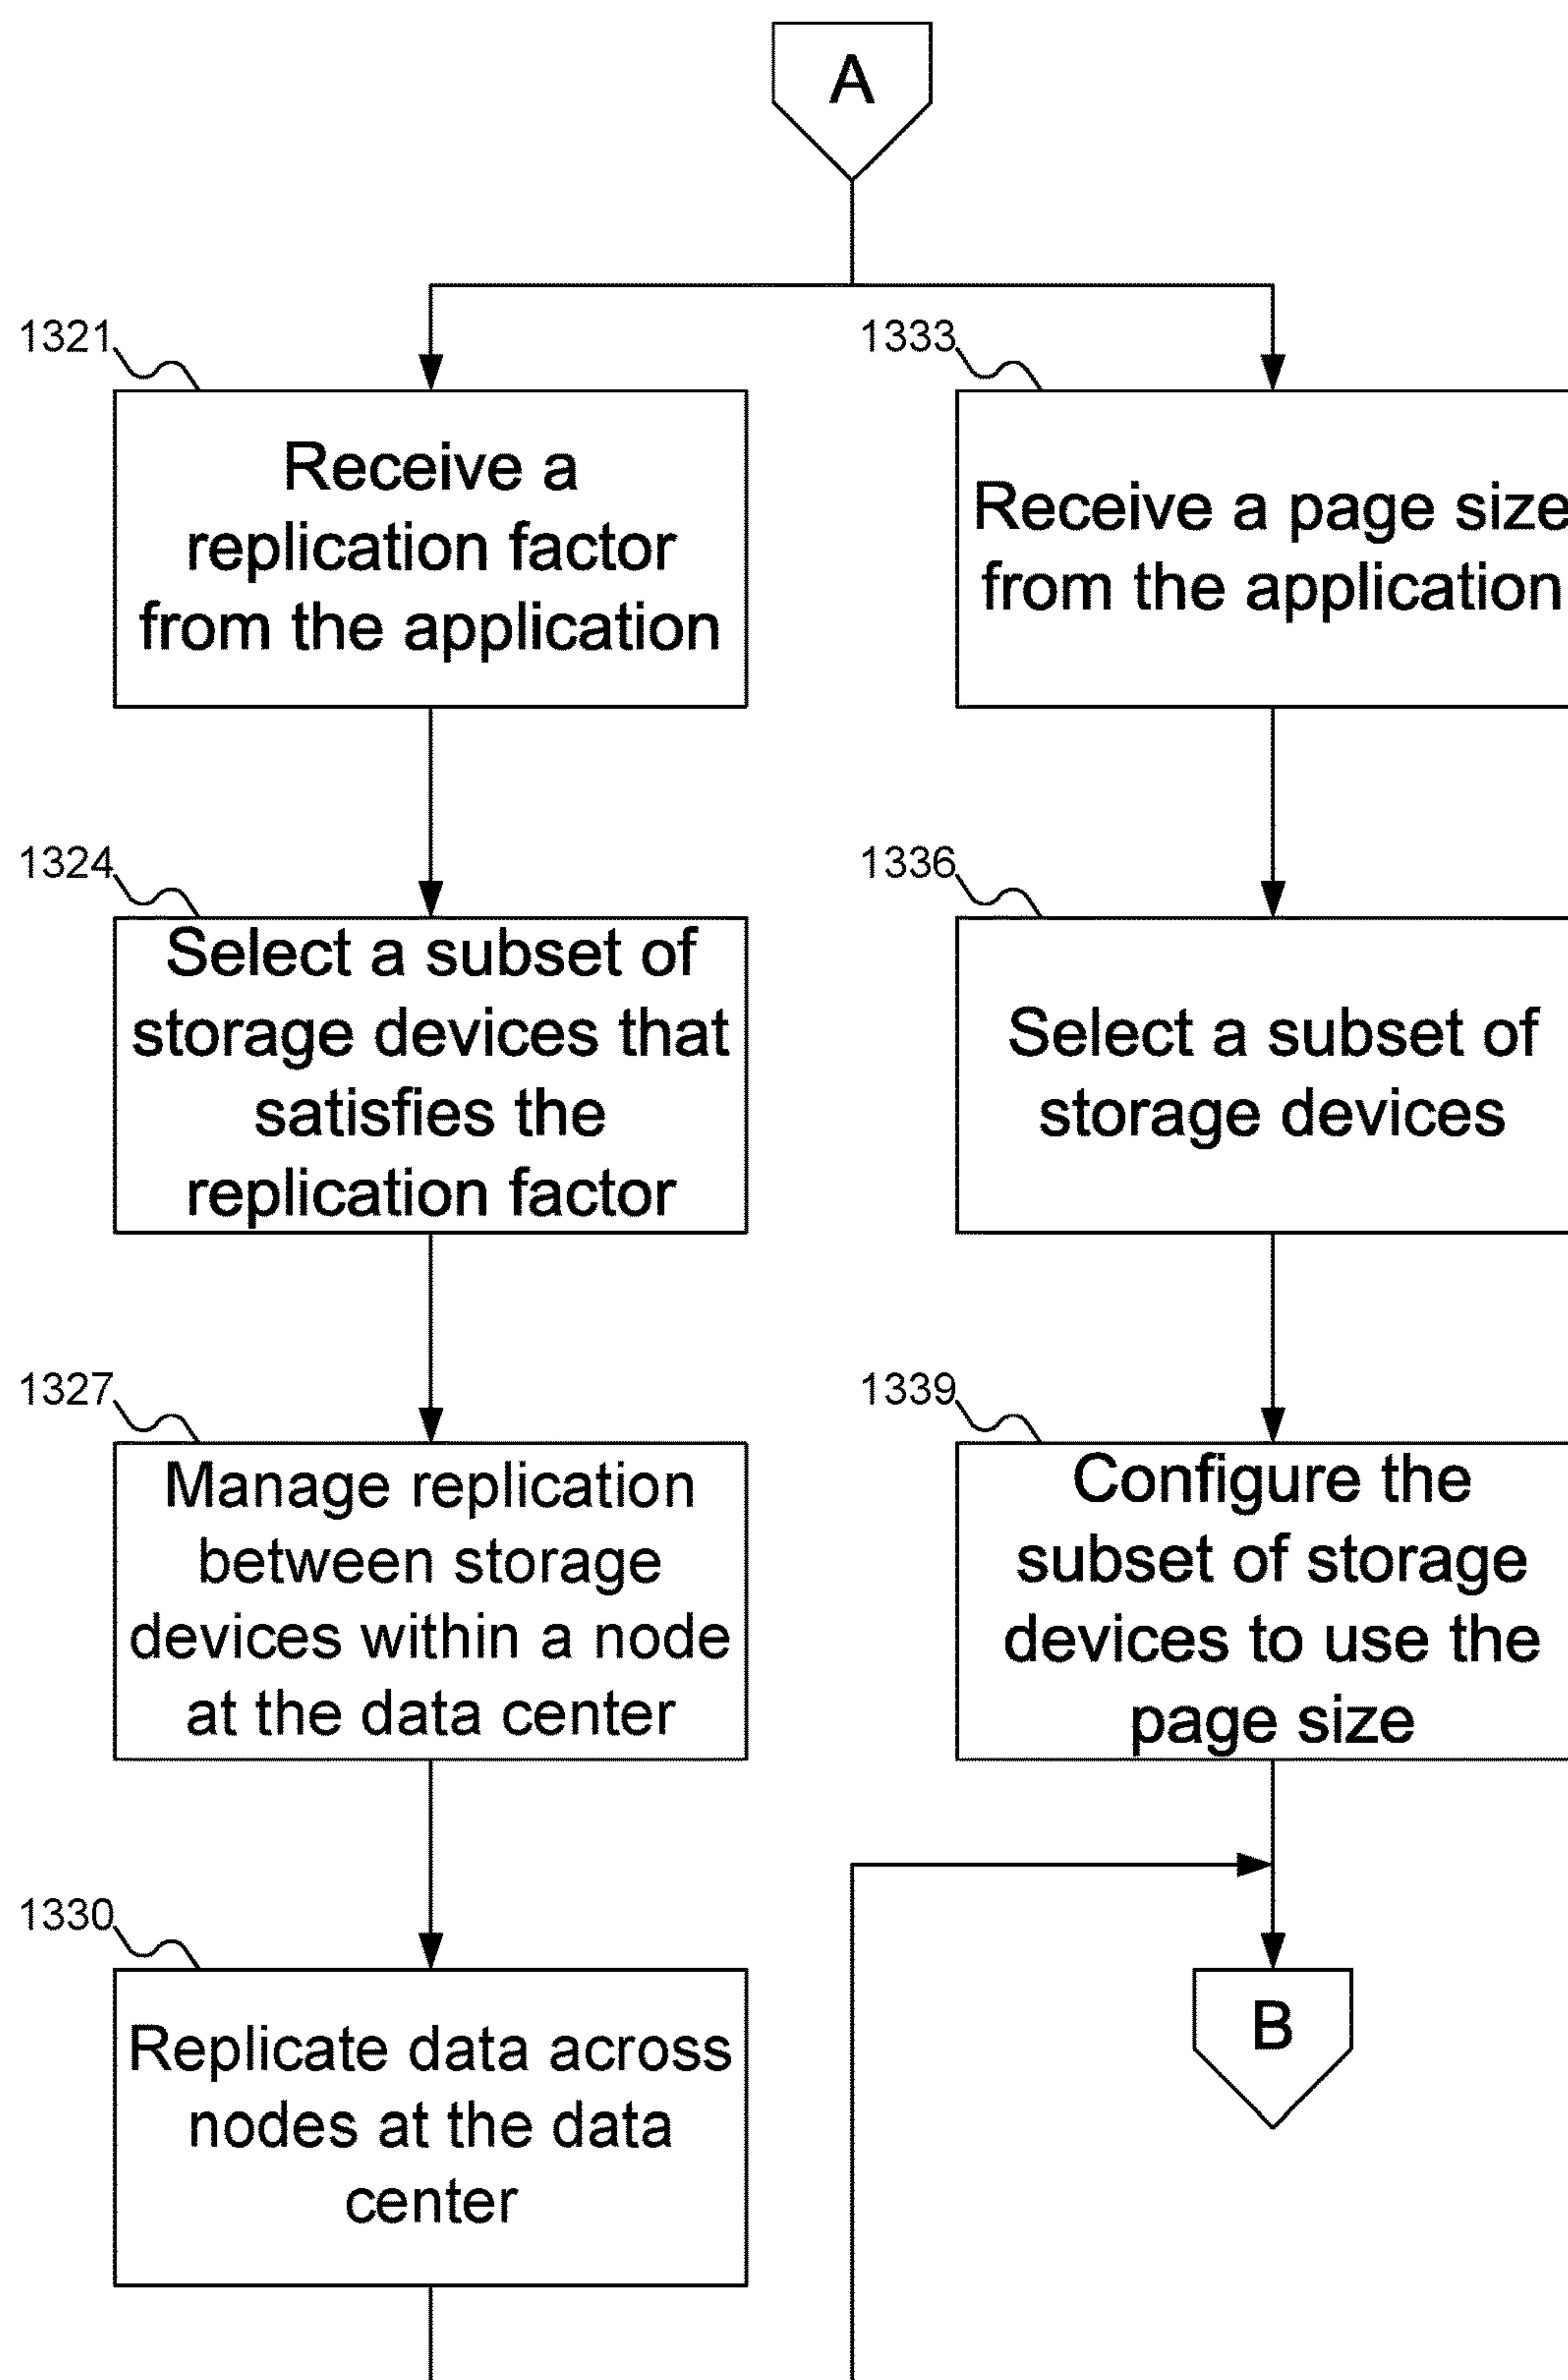 A
1321
Receive a
replication factor
from the application
1324
Select a subset of
storage devices that
satisfies the
replication factor
1327
Manage replication
between storage
devices within a node
at the data center
1330
Replicate data across
nodes at the data
center
1333
Receive a page size
from the application
1336
Select a subset of
storage devices
1339
Configure the
subset of storage
devices to use the
page size
B